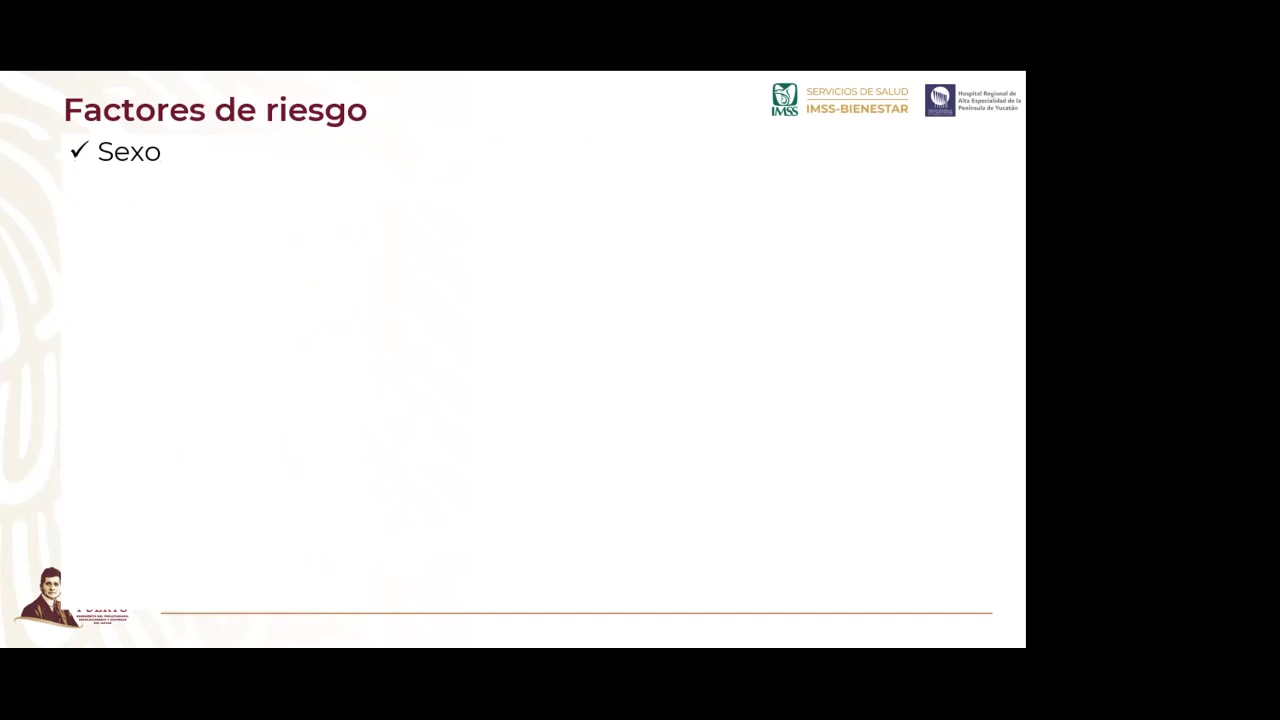 Factores de riesgo
✓ Sexo
IMSS
SERVICIOS DE SALUD
IMSS-BIENESTAR
Hospital Regional de
Alta Especialidad de la
Península de Yucatán